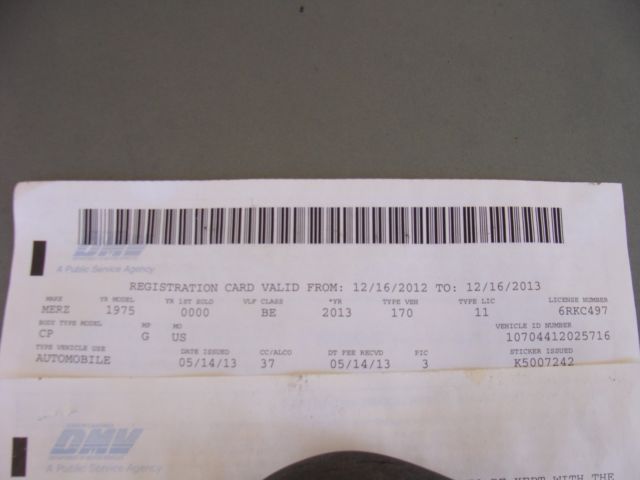 DMV
A Public Service Agency
REGISTRATION CARD VALID FROM: 12/16/2012 TO: 12/16/2013
MAKE YR MODEL YR 1ST SOLD VLF CLASS *YR TYPE VEH TYPE LIC LICENSE NUMBER
MERZ 1975 0000 BE 2013 170 11 6RKC497
BODY TYPE MODEL MP MO VEHICLE ID NUMBER
CP G US 10704412025716
TYPE VEHICLE USE DATE ISSUED CC/ALCO DT FEE RECVD PIC STICKER ISSUED
AUTOMOBILE 05/14/13 37 05/14/13 3 K5007242
DMV
A Public Service Agency
KEPT WITH THE